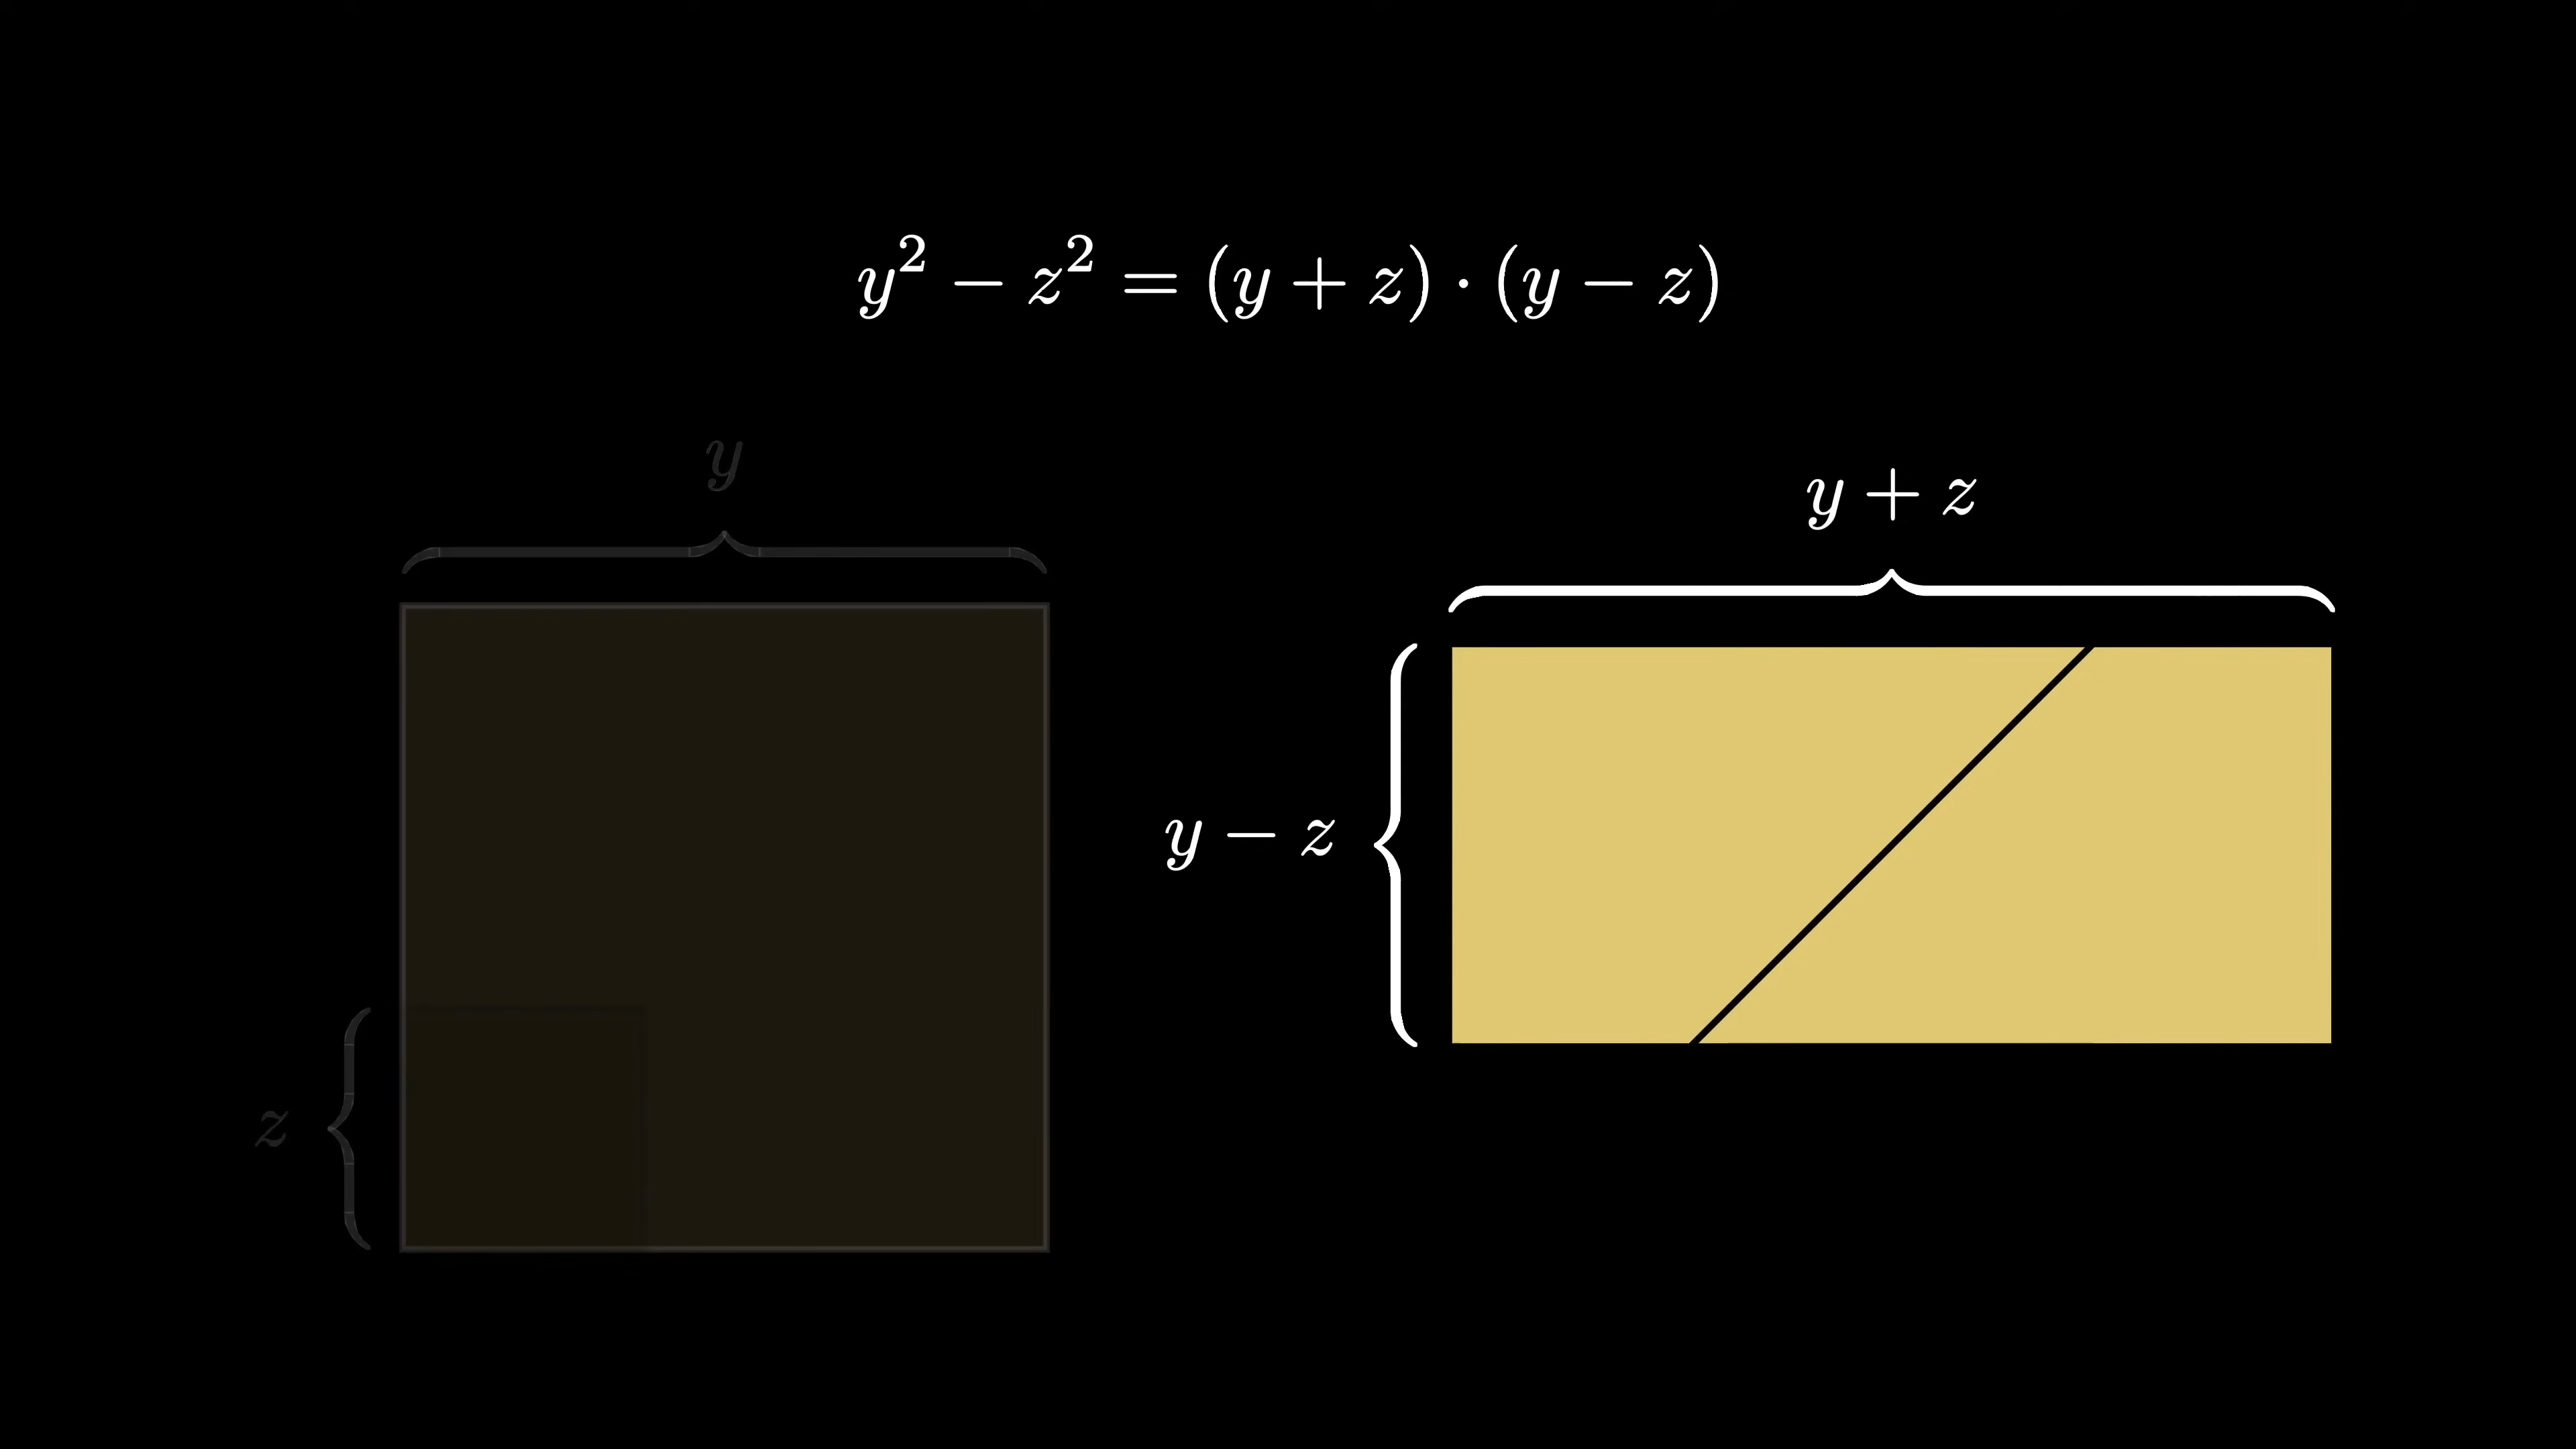 y² − z² = (y + z) · (y − z)
y
y + z
y − z
z